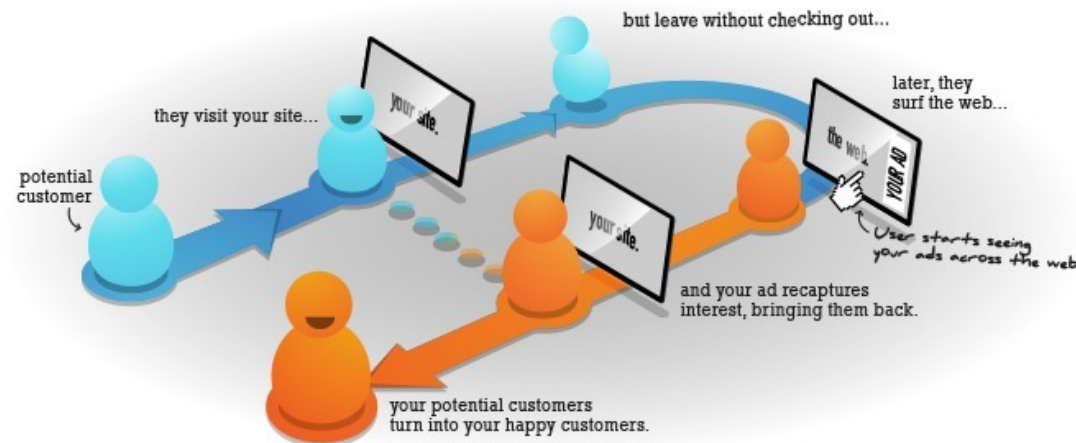 potential
customer
they visit your site...
your site.
but leave without checking out...
later, they
surf the web...
the web.
YOUR AD
User starts seeing
your ads across the web
your site.
and your ad recaptures
interest, bringing them back.
your potential customers
turn into your happy customers.